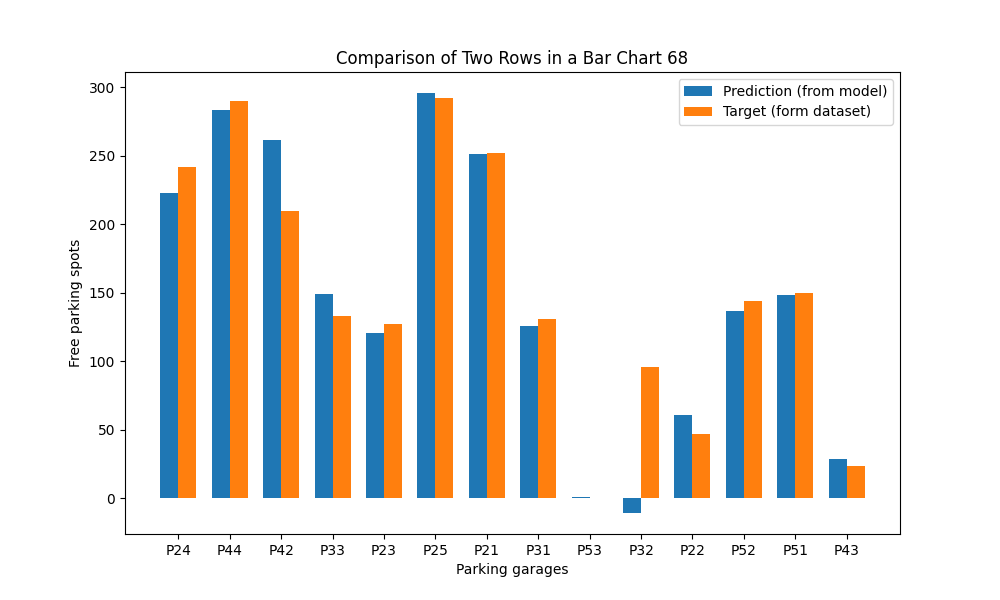 Comparison of Two Rows in a Bar Chart 68
Prediction (from model)
Target (form dataset)
300
250
200
150
100
50
0
Free parking spots
P24 P44 P42 P33 P23 P25 P21 P31 P53 P32 P22 P52 P51 P43
Parking garages